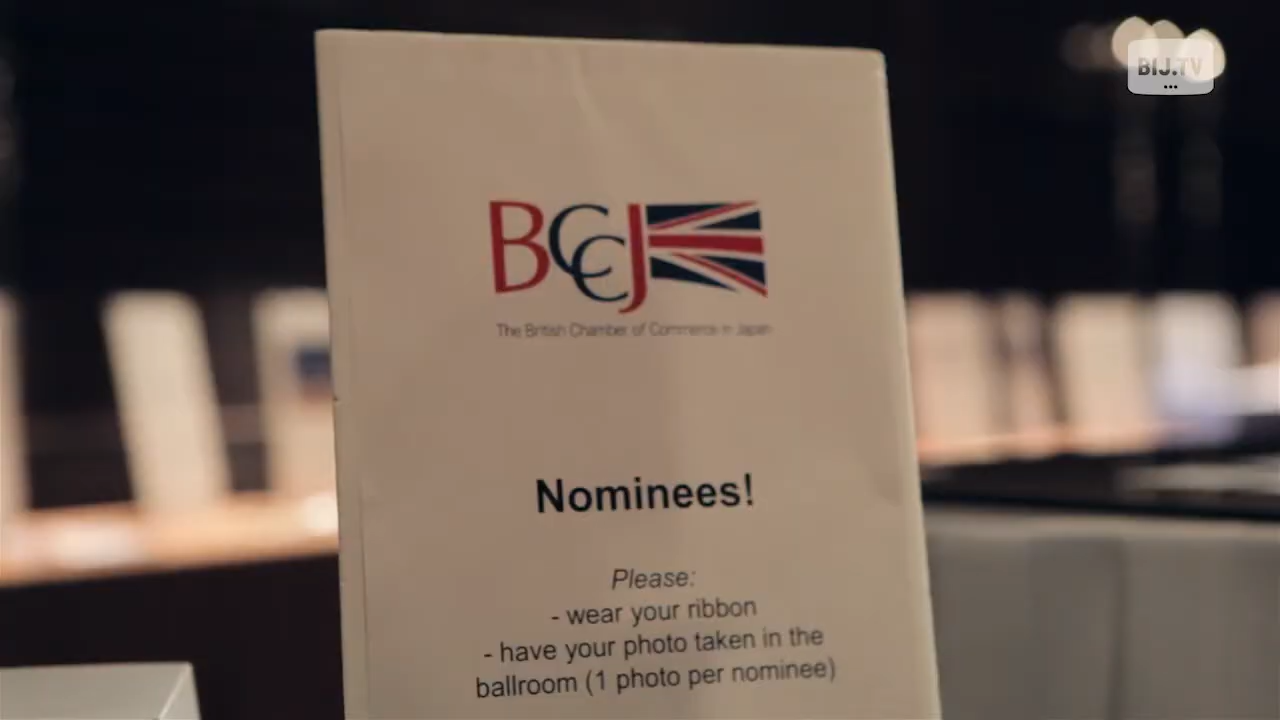 BIJ.TV
BCCJ
The British Chamber of Commerce in Japan
Nominees!
Please:
- wear your ribbon
- have your photo taken in the
ballroom (1 photo per nominee)